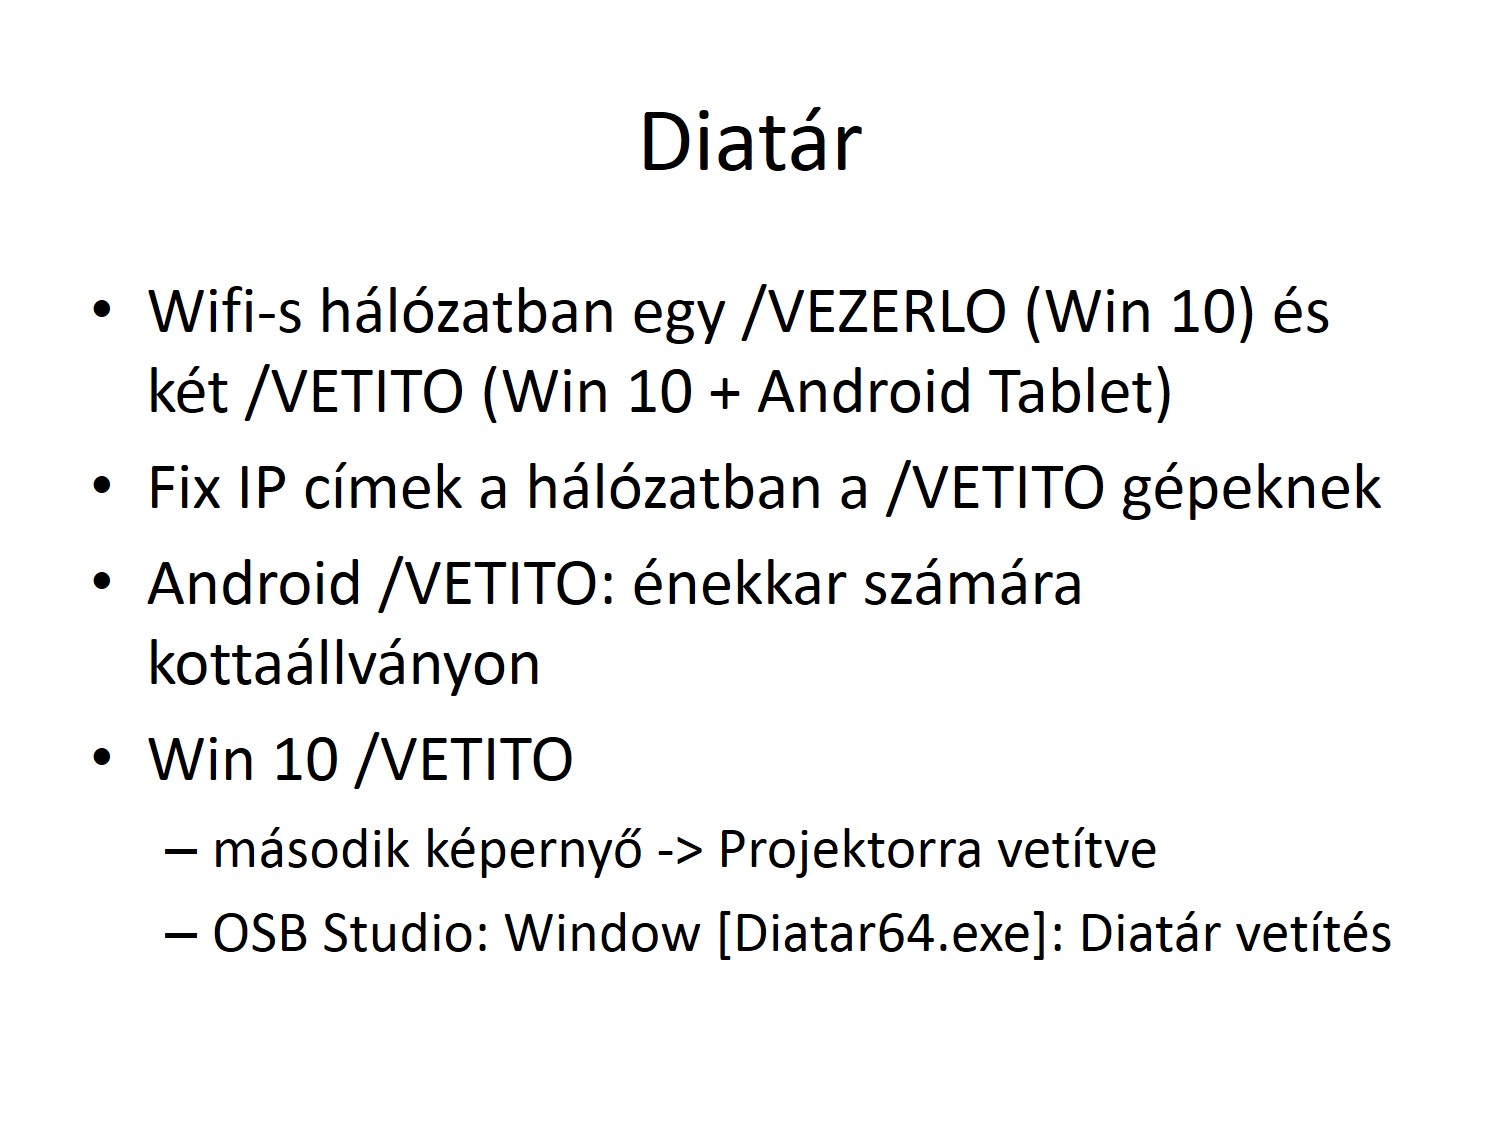 Diatár
• Wifi-s hálózatban egy /VEZERLO (Win 10) és
két /VETITO (Win 10 + Android Tablet)
• Fix IP címek a hálózatban a /VETITO gépeknek
• Android /VETITO: énekkar számára
kottaállványon
• Win 10 /VETITO
– második képernyő -> Projektorra vetítve
– OSB Studio: Window [Diatar64.exe]: Diatár vetítés